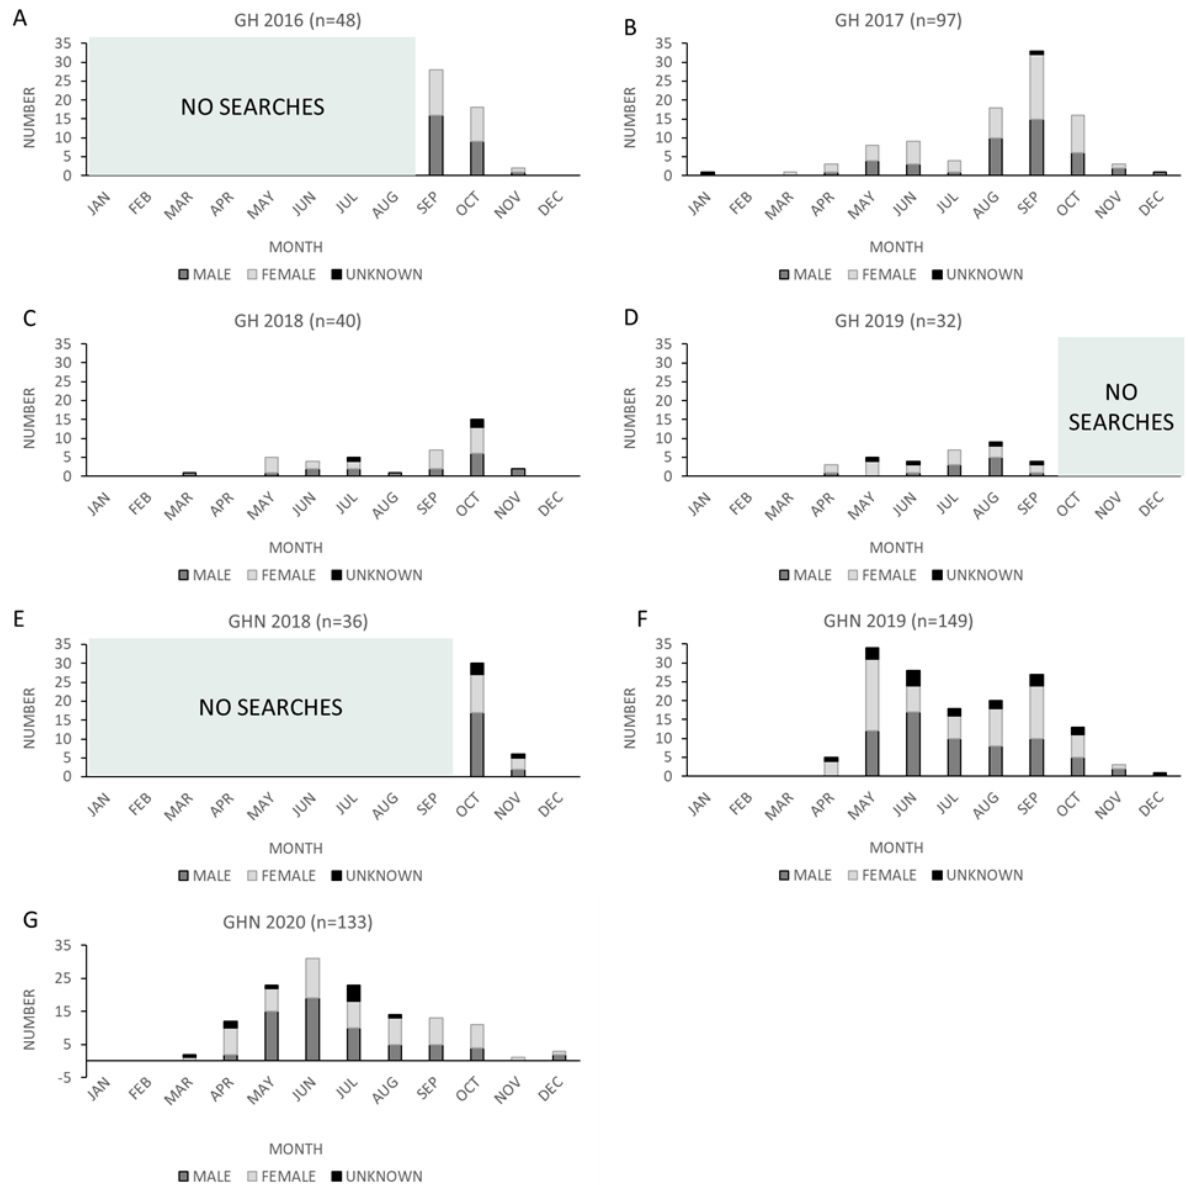 A
GH 2016 (n=48)
NUMBER
35
30
25
20
15
10
5
0
NO SEARCHES
JAN FEB MAR APR MAY JUN JUL AUG SEP OCT NOV DEC
MONTH
MALE FEMALE UNKNOWN
B
GH 2017 (n=97)
NUMBER
35
30
25
20
15
10
5
0
JAN FEB MAR APR MAY JUN JUL AUG SEP OCT NOV DEC
MONTH
MALE FEMALE UNKNOWN
C
GH 2018 (n=40)
NUMBER
35
30
25
20
15
10
5
0
JAN FEB MAR APR MAY JUN JUL AUG SEP OCT NOV DEC
MONTH
MALE FEMALE UNKNOWN
D
GH 2019 (n=32)
NUMBER
35
30
25
20
15
10
5
0
NO
SEARCHES
JAN FEB MAR APR MAY JUN JUL AUG SEP OCT NOV DEC
MONTH
MALE FEMALE UNKNOWN
E
GHN 2018 (n=36)
NUMBER
35
30
25
20
15
10
5
0
NO SEARCHES
JAN FEB MAR APR MAY JUN JUL AUG SEP OCT NOV DEC
MONTH
MALE FEMALE UNKNOWN
F
GHN 2019 (n=149)
NUMBER
35
30
25
20
15
10
5
0
JAN FEB MAR APR MAY JUN JUL AUG SEP OCT NOV DEC
MONTH
MALE FEMALE UNKNOWN
G
GHN 2020 (n=133)
NUMBER
35
25
15
5
-5
JAN FEB MAR APR MAY JUN JUL AUG SEP OCT NOV DEC
MONTH
MALE FEMALE UNKNOWN